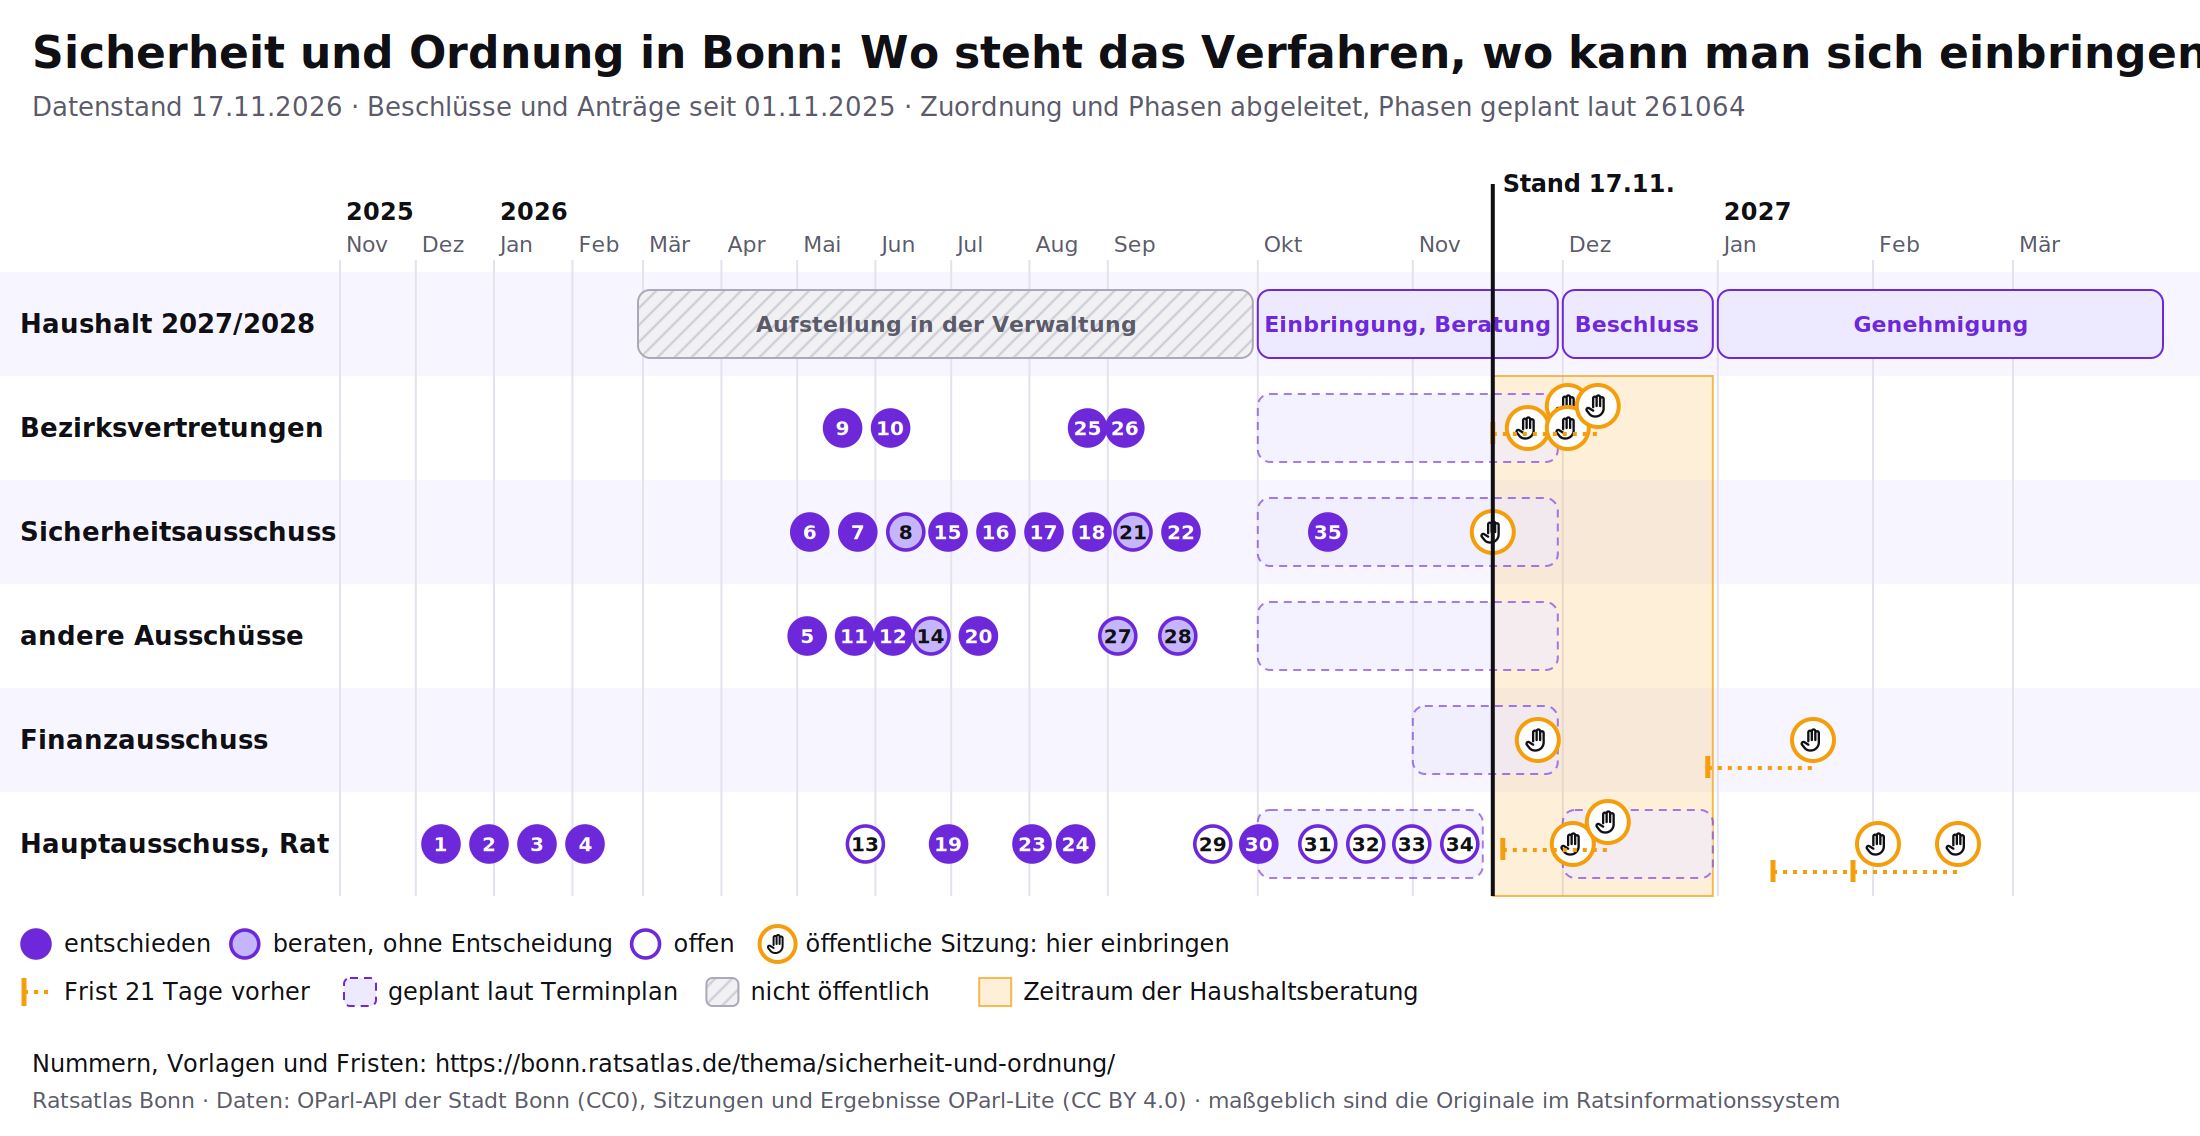 Sicherheit und Ordnung in Bonn: Wo steht das Verfahren, wo kann man sich einbringen
Datenstand 17.11.2026 · Beschlüsse und Anträge seit 01.11.2025 · Zuordnung und Phasen abgeleitet, Phasen geplant laut 261064
Stand 17.11.
2025 2026 2027
Nov Dez Jan Feb Mär Apr Mai Jun Jul Aug Sep Okt Nov Dez Jan Feb Mär
Haushalt 2027/2028 Aufstellung in der Verwaltung Einbringung, Beratung Beschluss Genehmigung
Bezirksvertretungen 9 10 25 26
Sicherheitsausschuss 6 7 8 15 16 17 18 21 22 35
andere Ausschüsse 5 11 12 14 20 27 28
Finanzausschuss
Hauptausschuss, Rat 1 2 3 4 13 19 23 24 29 30 31 32 33 34
entschieden beraten, ohne Entscheidung offen öffentliche Sitzung: hier einbringen
Frist 21 Tage vorher geplant laut Terminplan nicht öffentlich Zeitraum der Haushaltsberatung
Nummern, Vorlagen und Fristen: https://bonn.ratsatlas.de/thema/sicherheit-und-ordnung/
Ratsatlas Bonn · Daten: OParl-API der Stadt Bonn (CC0), Sitzungen und Ergebnisse OParl-Lite (CC BY 4.0) · maßgeblich sind die Originale im Ratsinformationssystem